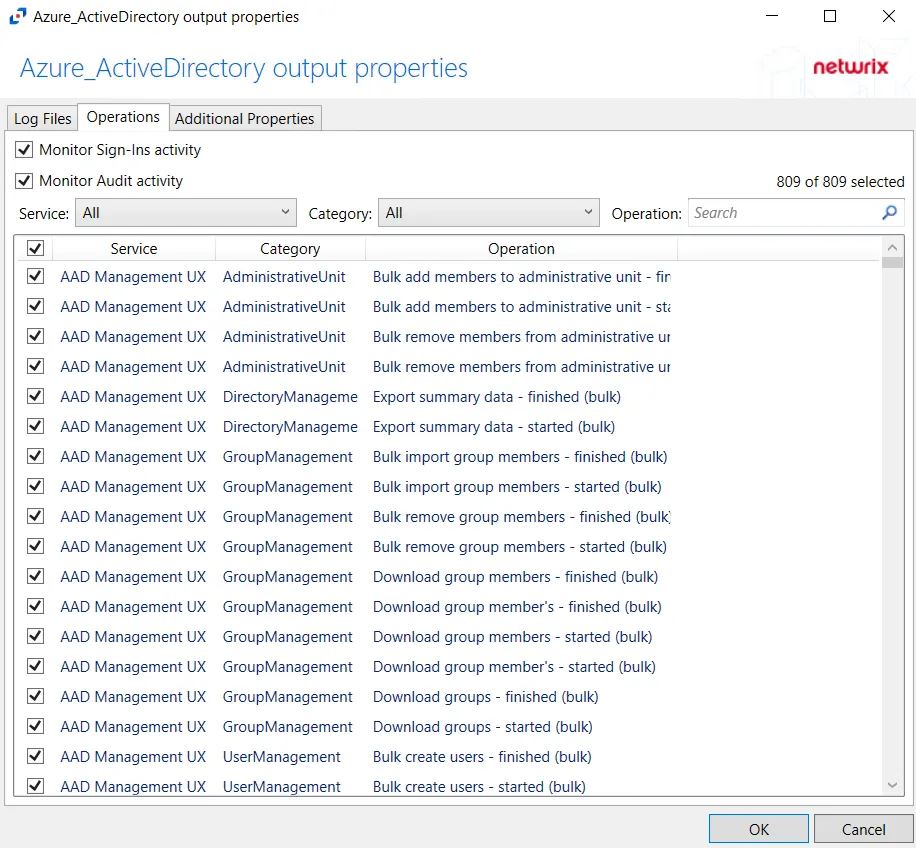 Azure_ActiveDirectory output properties
Azure_ActiveDirectory output properties
netwrix
Log Files Operations Additional Properties
Monitor Sign-Ins activity
Monitor Audit activity
809 of 809 selected
Service: All Category: All Operation: Search
Service Category Operation
AAD Management UX AdministrativeUnit Bulk add members to administrative unit - fin
AAD Management UX AdministrativeUnit Bulk add members to administrative unit - sta
AAD Management UX AdministrativeUnit Bulk remove members from administrative un
AAD Management UX AdministrativeUnit Bulk remove members from administrative un
AAD Management UX DirectoryManageme Export summary data - finished (bulk)
AAD Management UX DirectoryManageme Export summary data - started (bulk)
AAD Management UX GroupManagement Bulk import group members - finished (bulk)
AAD Management UX GroupManagement Bulk import group members - started (bulk)
AAD Management UX GroupManagement Bulk remove group members - finished (bulk)
AAD Management UX GroupManagement Bulk remove group members - started (bulk)
AAD Management UX GroupManagement Download group members - finished (bulk)
AAD Management UX GroupManagement Download group member's - finished (bulk)
AAD Management UX GroupManagement Download group members - started (bulk)
AAD Management UX GroupManagement Download group member's - started (bulk)
AAD Management UX GroupManagement Download groups - finished (bulk)
AAD Management UX GroupManagement Download groups - started (bulk)
AAD Management UX UserManagement Bulk create users - finished (bulk)
AAD Management UX UserManagement Bulk create users - started (bulk)
OK Cancel